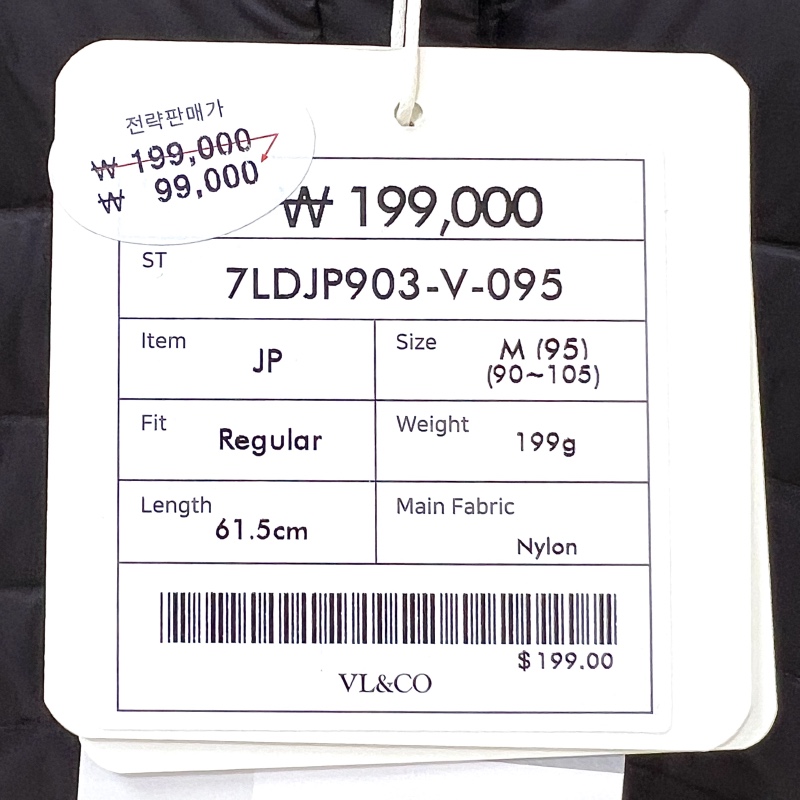 전략판매가
₩ 199,000
₩ 99,000
₩ 199,000
ST
7LDJP903-V-095
Item
JP
Size
M (95)
(90~105)
Fit
Regular
Weight
199g
Length
61.5cm
Main Fabric
Nylon
$199.00
VL&CO